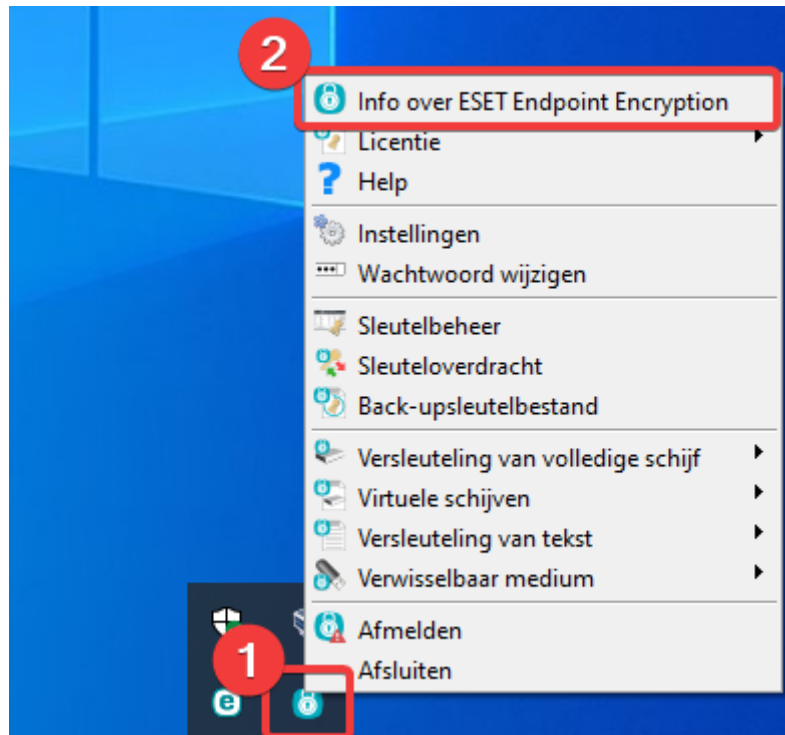 2
Info over ESET Endpoint Encryption
Licentie
? Help
Instellingen
Wachtwoord wijzigen
Sleutelbeheer
Sleuteloverdracht
Back-upsleutelbestand
Versleuteling van volledige schijf
Virtuele schijven
Versleuteling van tekst
Verwisselbaar medium
Afmelden
1
Afsluiten
e